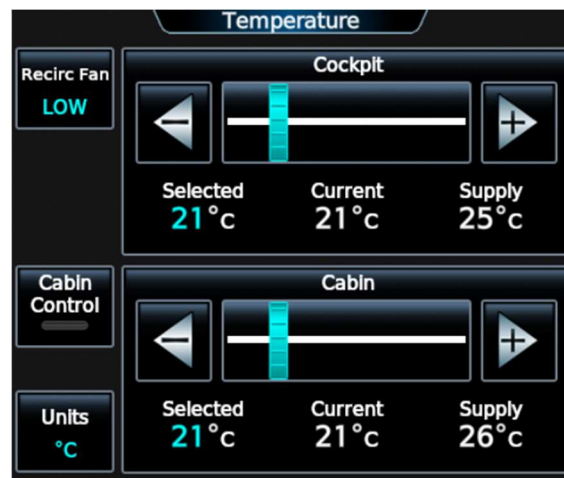 Temperature
Recirc Fan
LOW
Cockpit
− +
Selected Current Supply
21°c 21°c 25°c
Cabin
Control
Cabin
− +
Selected Current Supply
21°c 21°c 26°c
Units
°C